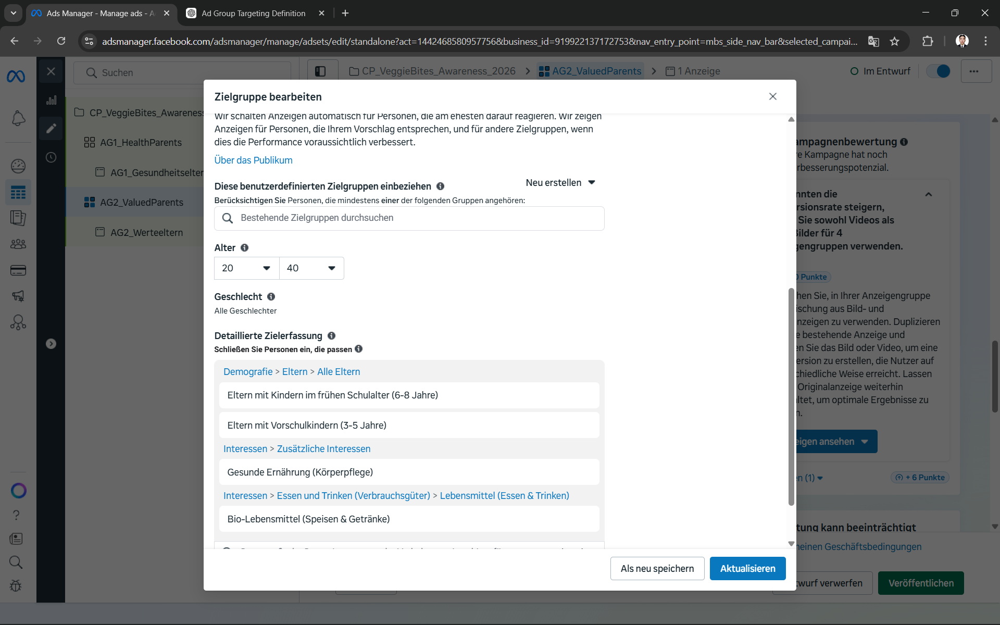 Ads Manager - Manage ads - A
Ad Group Targeting Definition
adsmanager.facebook.com/adsmanager/manage/adsets/edit/standalone?act=1442468580957756&business_id=919922137172753&nav_entry_point=mbs_side_nav_bar&selected_campai...
Suchen
CP_VeggieBites_Awareness_2026
AG2_ValuedParents
1 Anzeige
Im Entwurf
CP_VeggieBites_Awareness
AG1_HealthParents
AG1_Gesundheitselter
AG2_ValuedParents
AG2_Werteeltern
Zielgruppe bearbeiten
Wir schalten Anzeigen automatisch für Personen, die am ehesten darauf reagieren. Wir zeigen
Anzeigen für Personen, die Ihrem Vorschlag entsprechen, und für andere Zielgruppen, wenn
dies die Performance voraussichtlich verbessert.
Über das Publikum
Diese benutzerdefinierten Zielgruppen einbeziehen
Neu erstellen
Berücksichtigen Sie Personen, die mindestens einer der folgenden Gruppen angehören:
Bestehende Zielgruppen durchsuchen
Alter
20
40
Geschlecht
Alle Geschlechter
Detaillierte Zielerfassung
Schließen Sie Personen ein, die passen
Demografie > Eltern > Alle Eltern
Eltern mit Kindern im frühen Schulalter (6-8 Jahre)
Eltern mit Vorschulkindern (3-5 Jahre)
Interessen > Zusätzliche Interessen
Gesunde Ernährung (Körperpflege)
Interessen > Essen und Trinken (Verbrauchsgüter) > Lebensmittel (Essen & Trinken)
Bio-Lebensmittel (Speisen & Getränke)
Als neu speichern
Aktualisieren
ampagnenbewertung
re Kampagne hat noch
rbesserungspotenzial.
nnten die
rsionsrate steigern,
Sie sowohl Videos als
Bilder für 4
gengruppen verwenden.
0 Punkte
hen Sie, in Ihrer Anzeigengruppe
ischung aus Bild- und
nzeigen zu verwenden. Duplizieren
e bestehende Anzeige und
en Sie das Bild oder Video, um eine
ersion zu erstellen, die Nutzer auf
chiedliche Weise erreicht. Lassen
Originalanzeige weiterhin
ltet, um optimale Ergebnisse zu
n.
eigen ansehen
en (1)
+ 6 Punkte
tung kann beeinträchtigt
meinen Geschäftsbedingungen
twurf verwerfen
Veröffentlichen